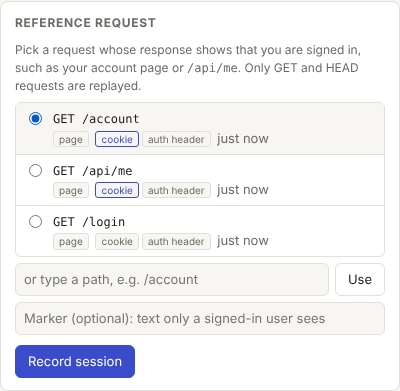 REFERENCE REQUEST
Pick a request whose response shows that you are signed in,
such as your account page or /api/me. Only GET and HEAD
requests are replayed.
GET /account
page cookie auth header just now
GET /api/me
page cookie auth header just now
GET /login
page cookie auth header just now
or type a path, e.g. /account Use
Marker (optional): text only a signed-in user sees
Record session